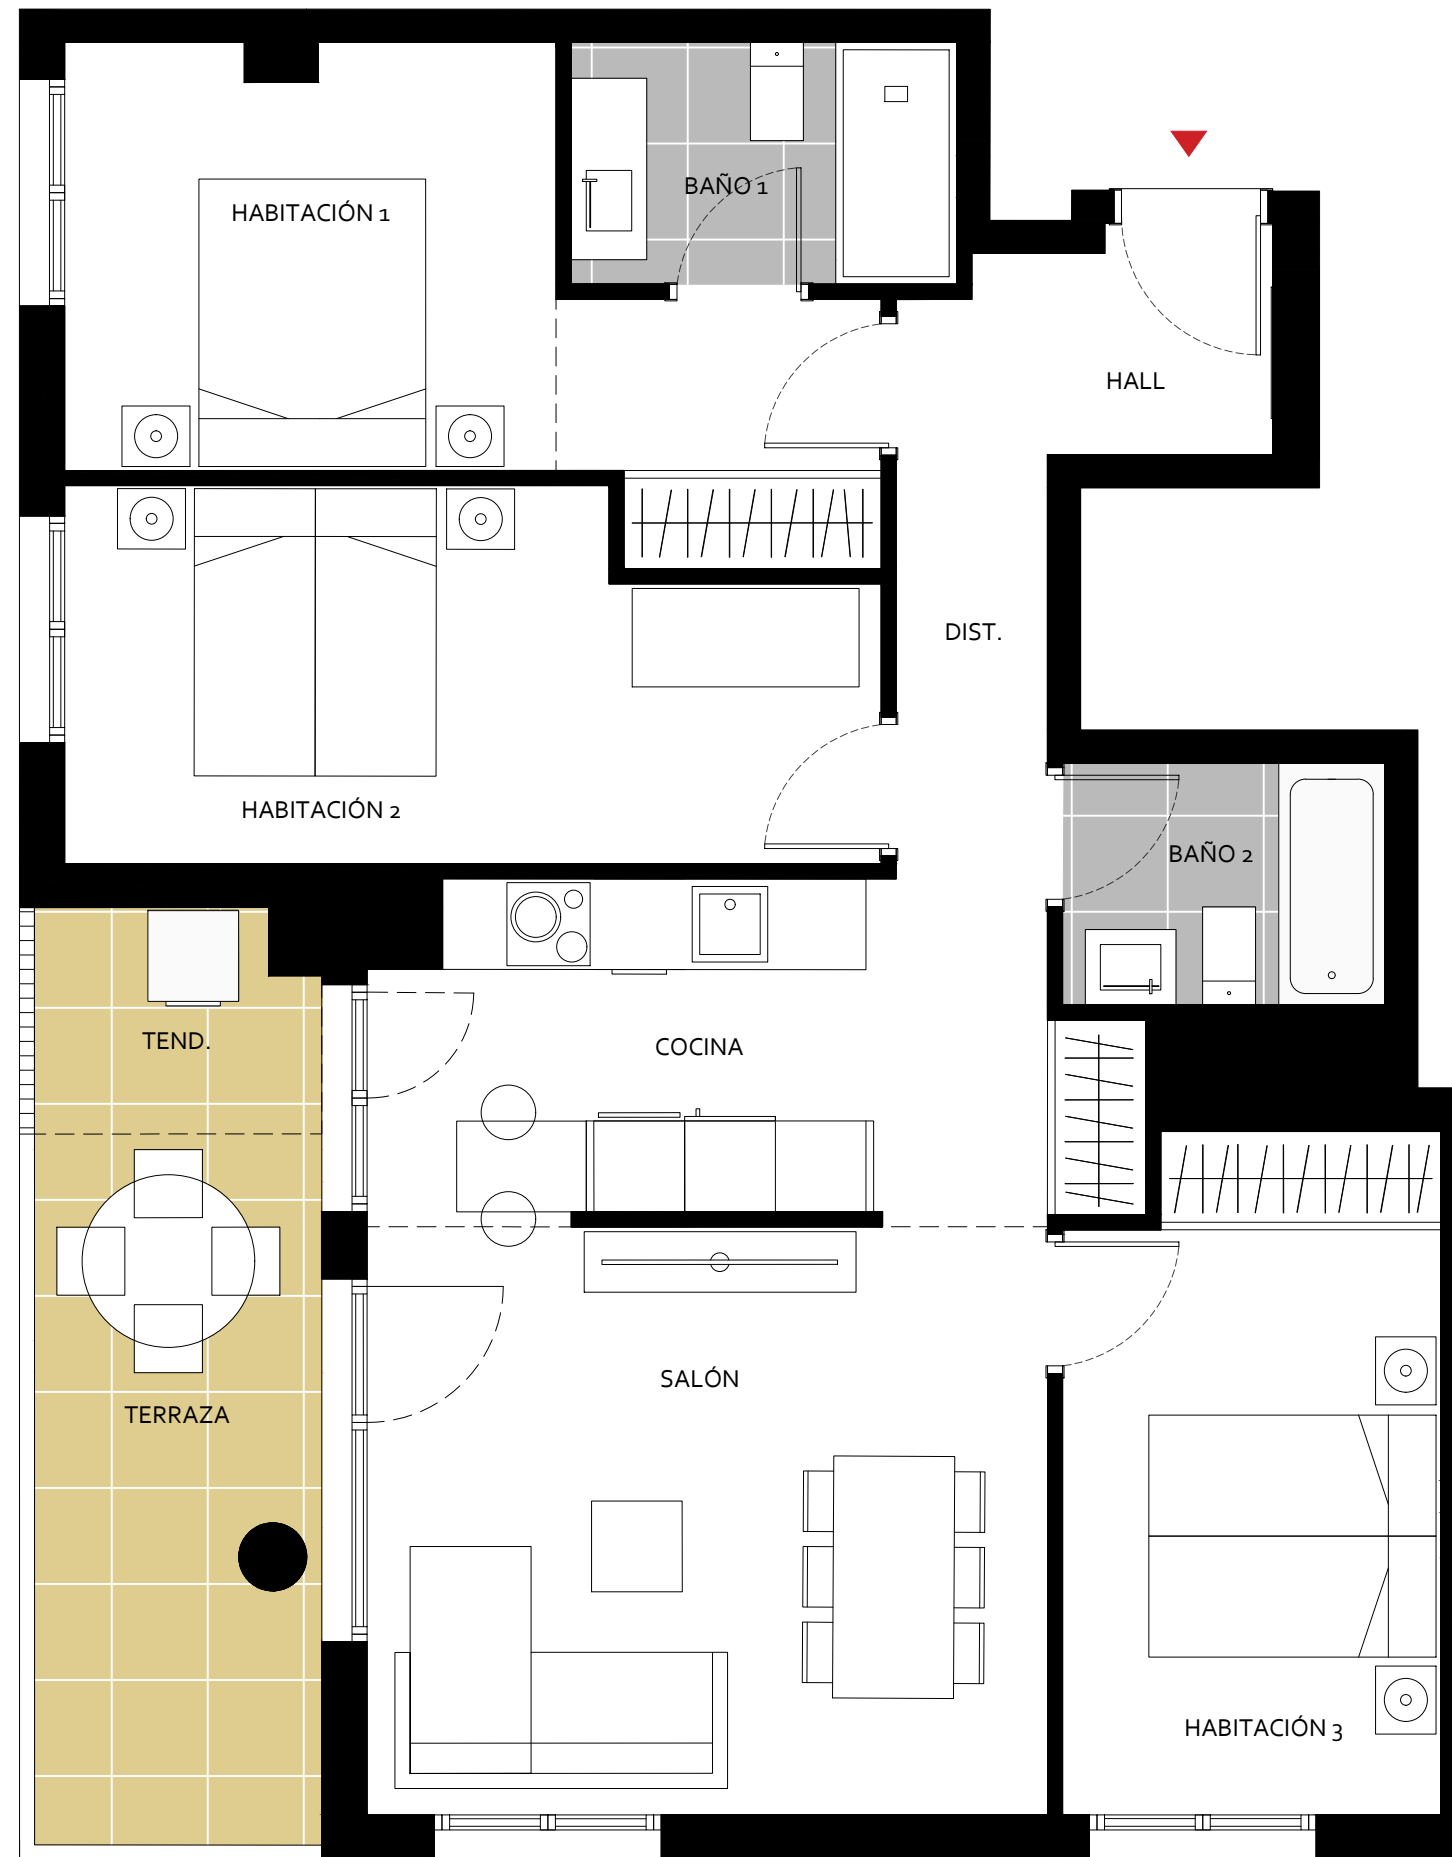 BAÑO 1
HABITACIÓN 1
HALL
DIST.
HABITACIÓN 2
BAÑO 2
TEND.
COCINA
SALÓN
TERRAZA
HABITACIÓN 3